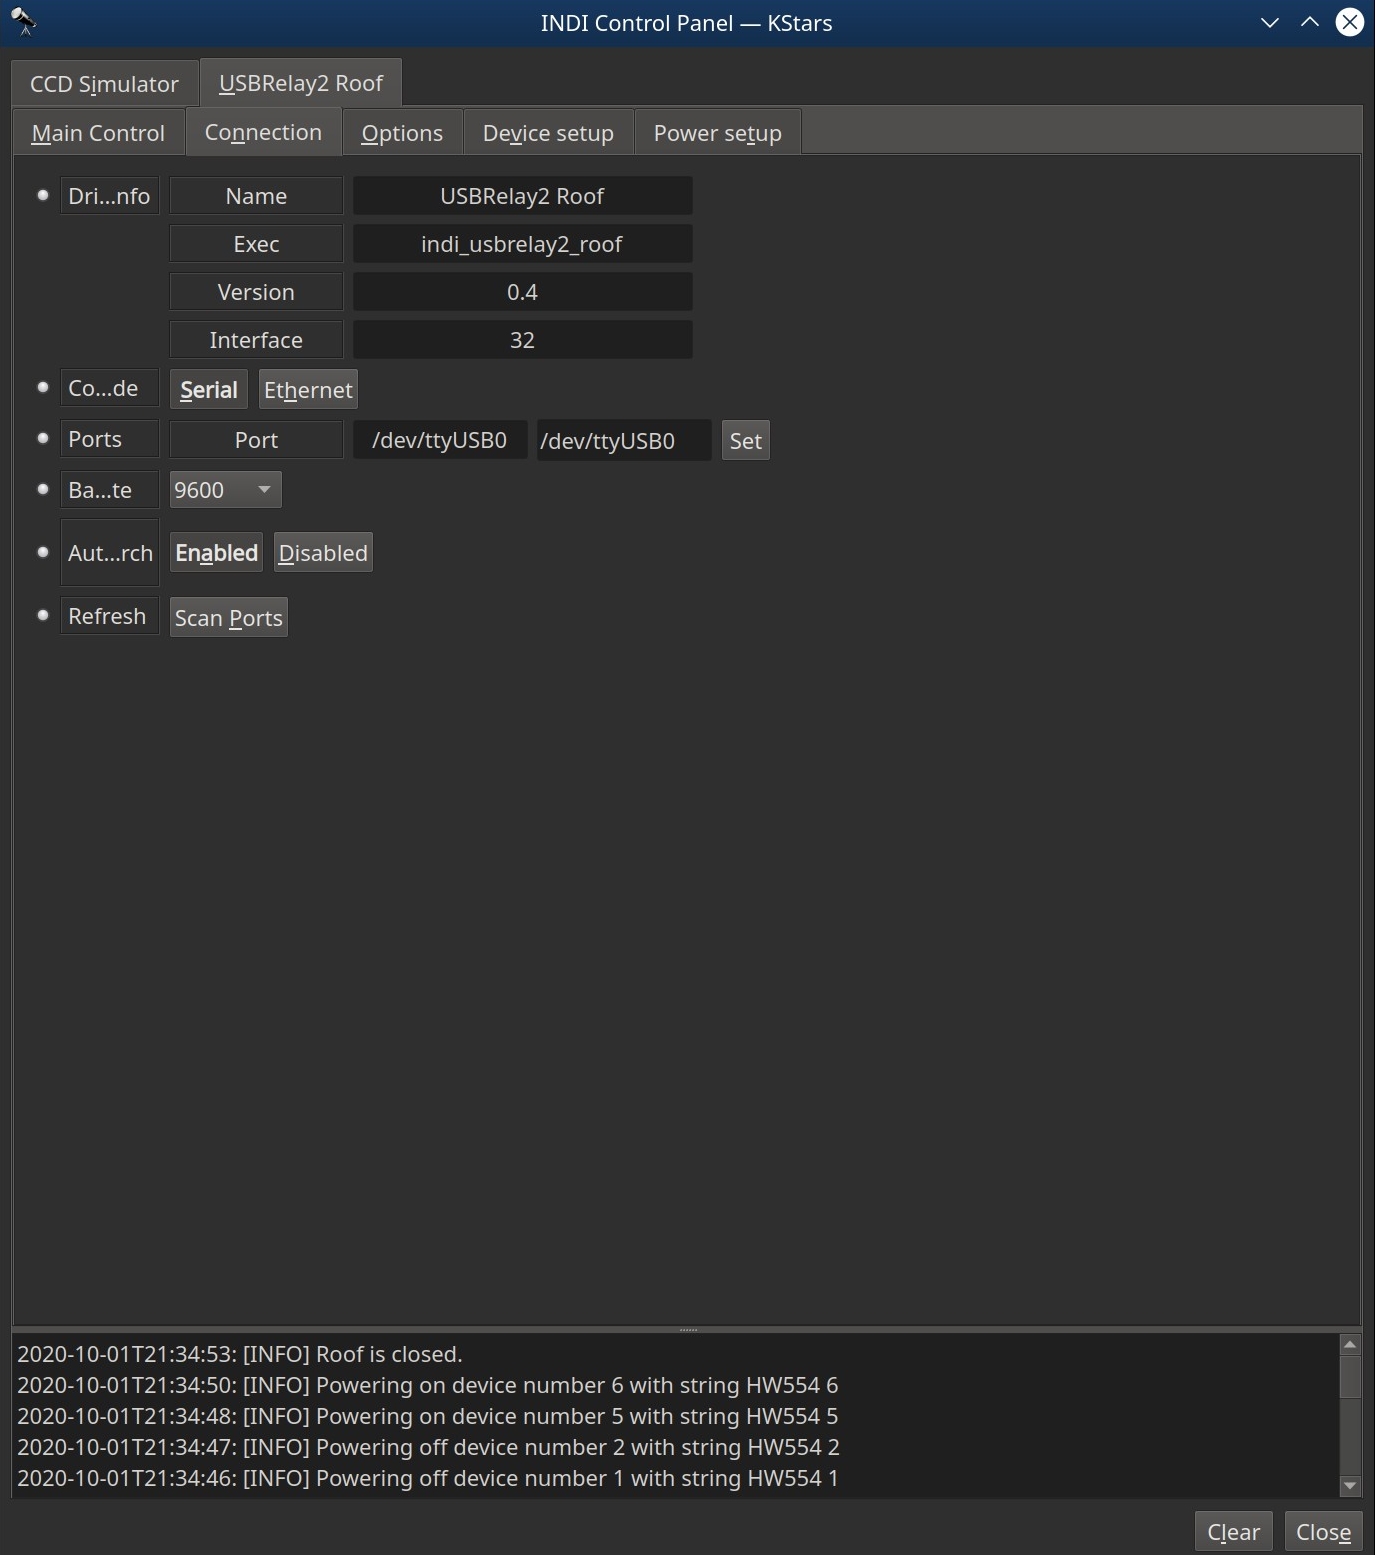 INDI Control Panel — KStars
CCD Simulator USBRelay2 Roof
Main Control Connection Options Device setup Power setup
Dri...nfo Name USBRelay2 Roof
Exec indi_usbrelay2_roof
Version 0.4
Interface 32
Co...de Serial Ethernet
Ports Port /dev/ttyUSB0 /dev/ttyUSB0 Set
Ba...te 9600
Aut...rch Enabled Disabled
Refresh Scan Ports
2020-10-01T21:34:53: [INFO] Roof is closed.
2020-10-01T21:34:50: [INFO] Powering on device number 6 with string HW554 6
2020-10-01T21:34:48: [INFO] Powering on device number 5 with string HW554 5
2020-10-01T21:34:47: [INFO] Powering off device number 2 with string HW554 2
2020-10-01T21:34:46: [INFO] Powering off device number 1 with string HW554 1
Clear Close